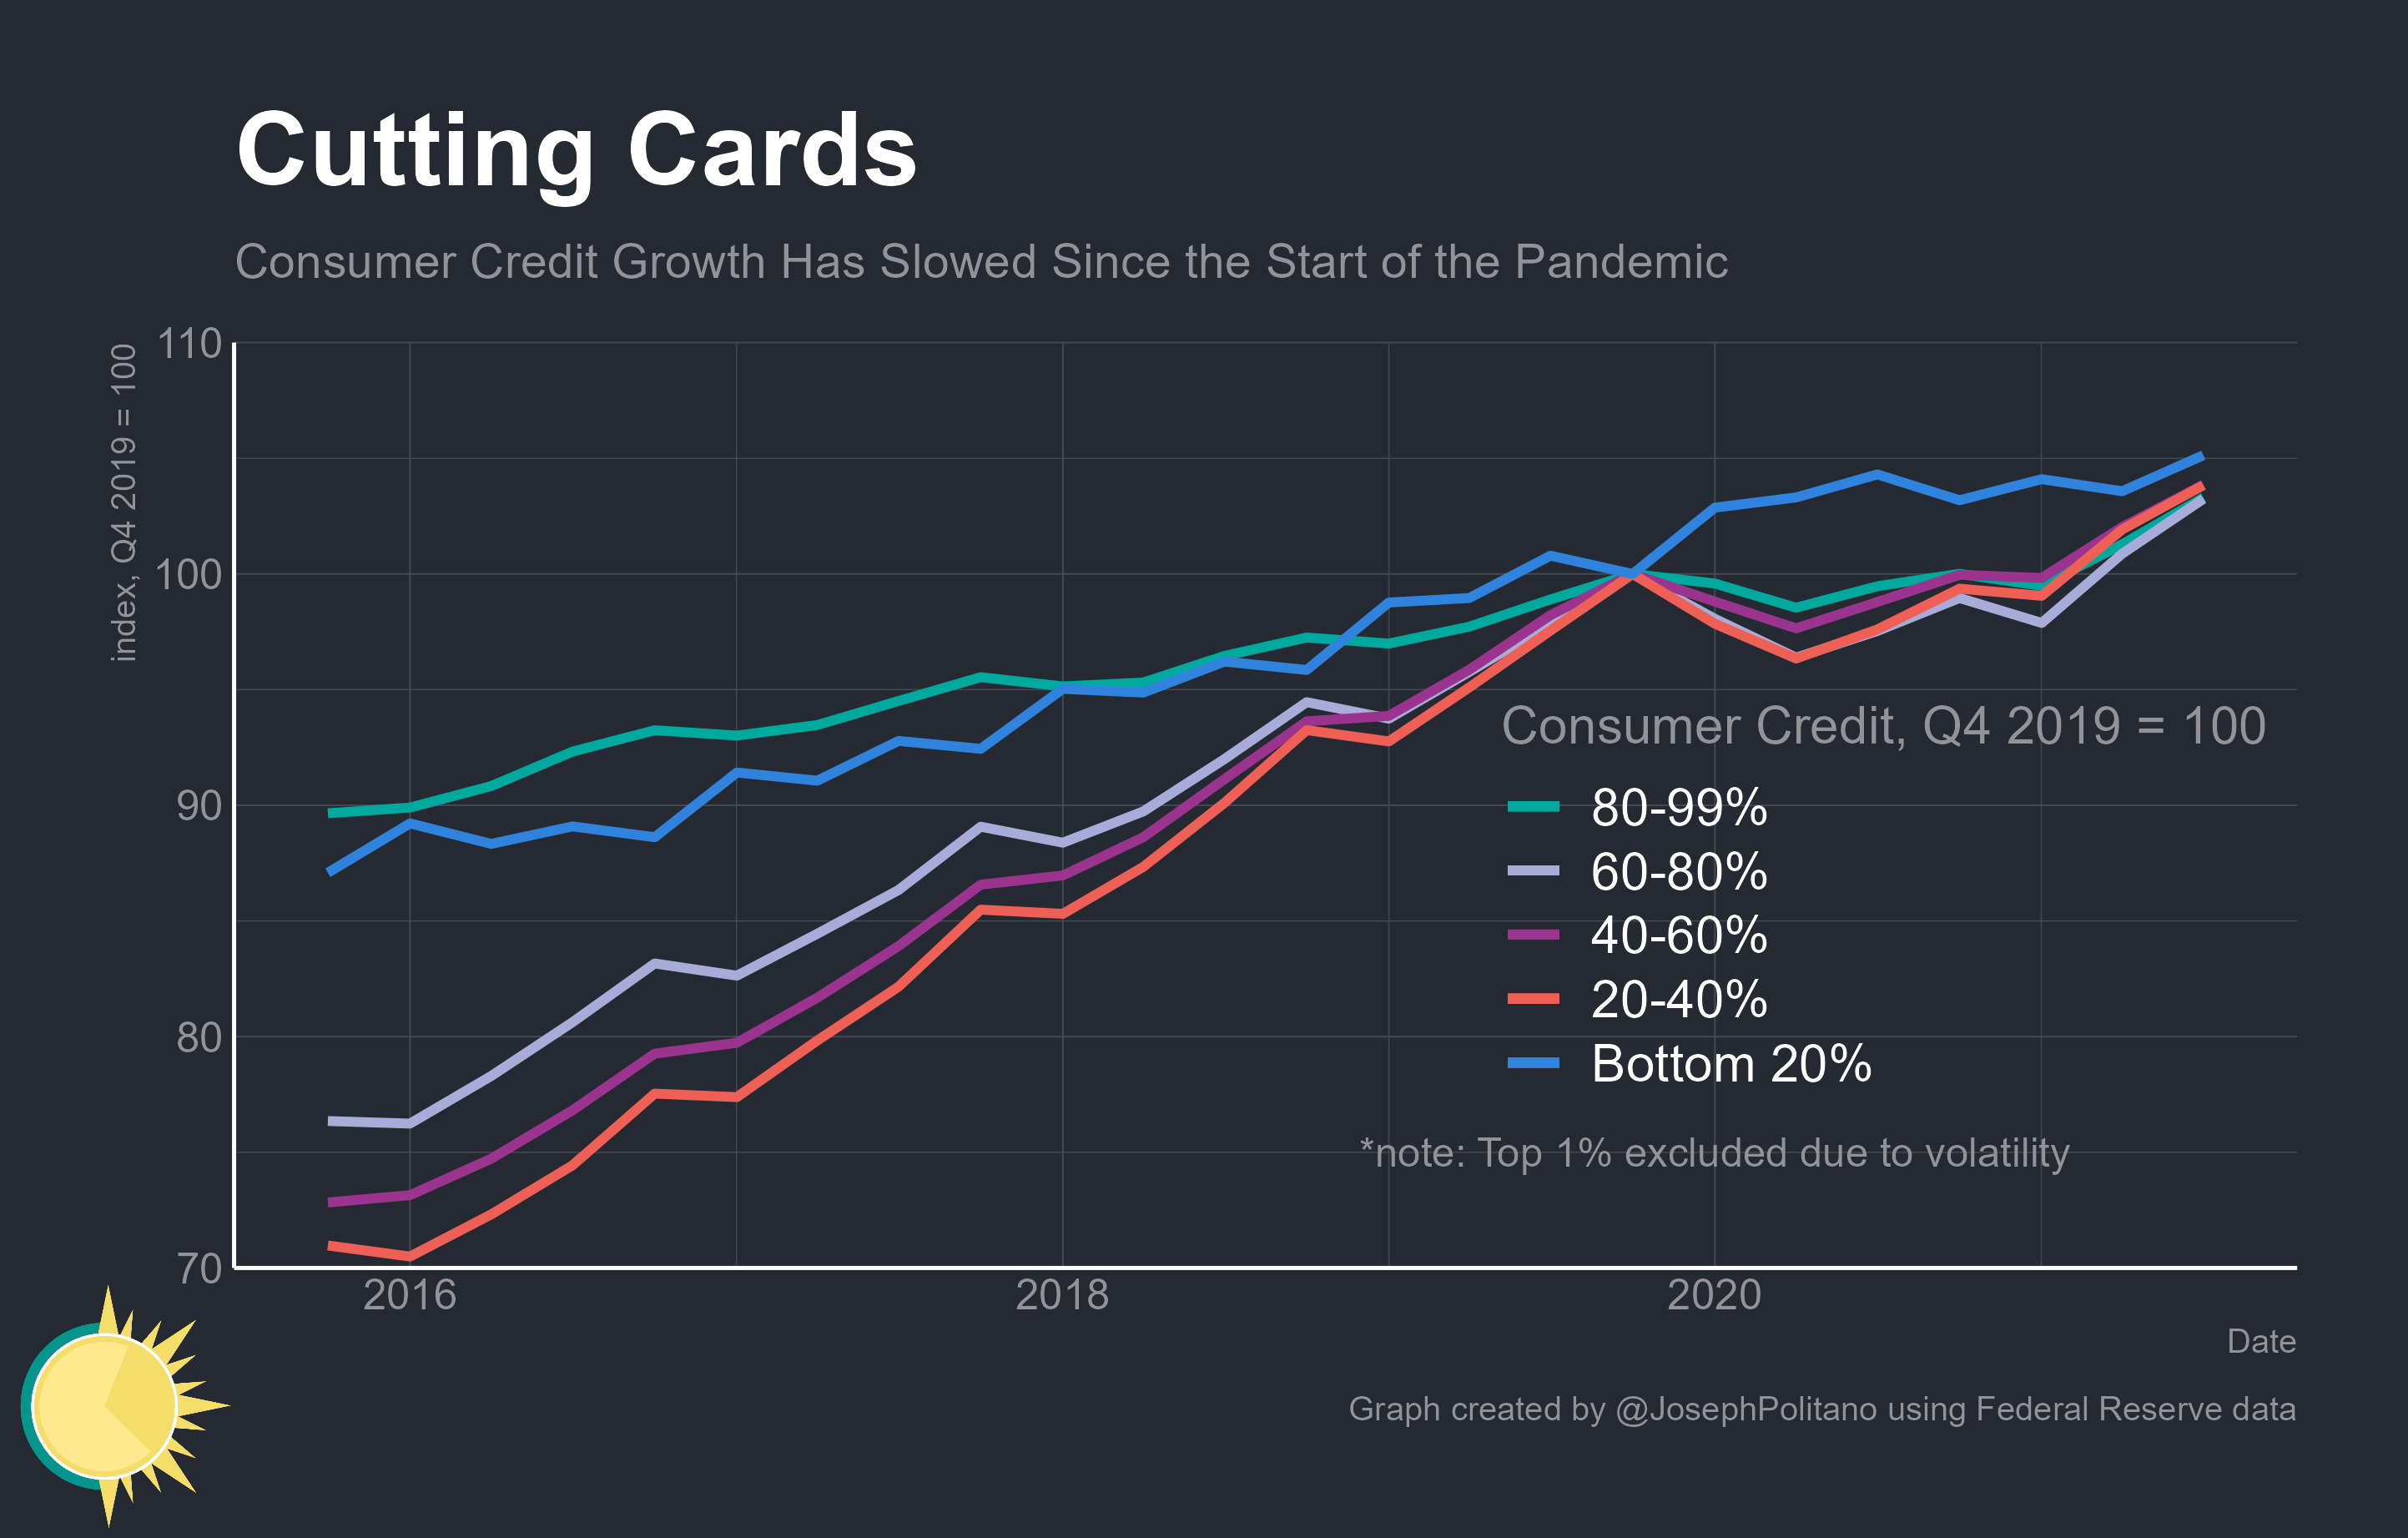 Cutting Cards
Consumer Credit Growth Has Slowed Since the Start of the Pandemic
index, Q4 2019 = 100
110
100
90
80
70
Consumer Credit, Q4 2019 = 100
80-99%
60-80%
40-60%
20-40%
Bottom 20%
*note: Top 1% excluded due to volatility
2016
2018
2020
Date
Graph created by @JosephPolitano using Federal Reserve data